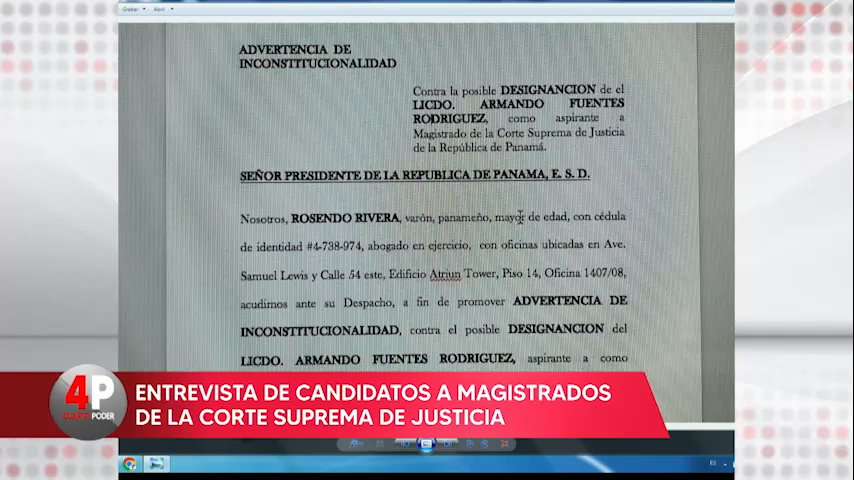 Grabar Abrir
ADVERTENCIA DE
INCONSTITUCIONALIDAD
Contra la posible DESIGNANCION de el
LICDO. ARMANDO FUENTES
RODRIGUEZ, como aspirante a
Magistrado de la Corte Suprema de Justicia
de la República de Panamá.
SEÑOR PRESIDENTE DE LA REPUBLICA DE PANAMA, E. S. D.
Nosotros, ROSENDO RIVERA, varón, panameño, mayor de edad, con cédula
de identidad #4-738-974, abogado en ejercicio, con oficinas ubicadas en Ave.
Samuel Lewis y Calle 54 este, Edificio Atriun Tower, Piso 14, Oficina 1407/08,
acudimos ante su Despacho, a fin de promover ADVERTENCIA DE
INCONSTITUCIONALIDAD, contra el posible DESIGNANCION del
LICDO. ARMANDO FUENTES RODRIGUEZ, aspirante a como
4P
CUARTO PODER
ENTREVISTA DE CANDIDATOS A MAGISTRADOS
DE LA CORTE SUPREMA DE JUSTICIA
ES